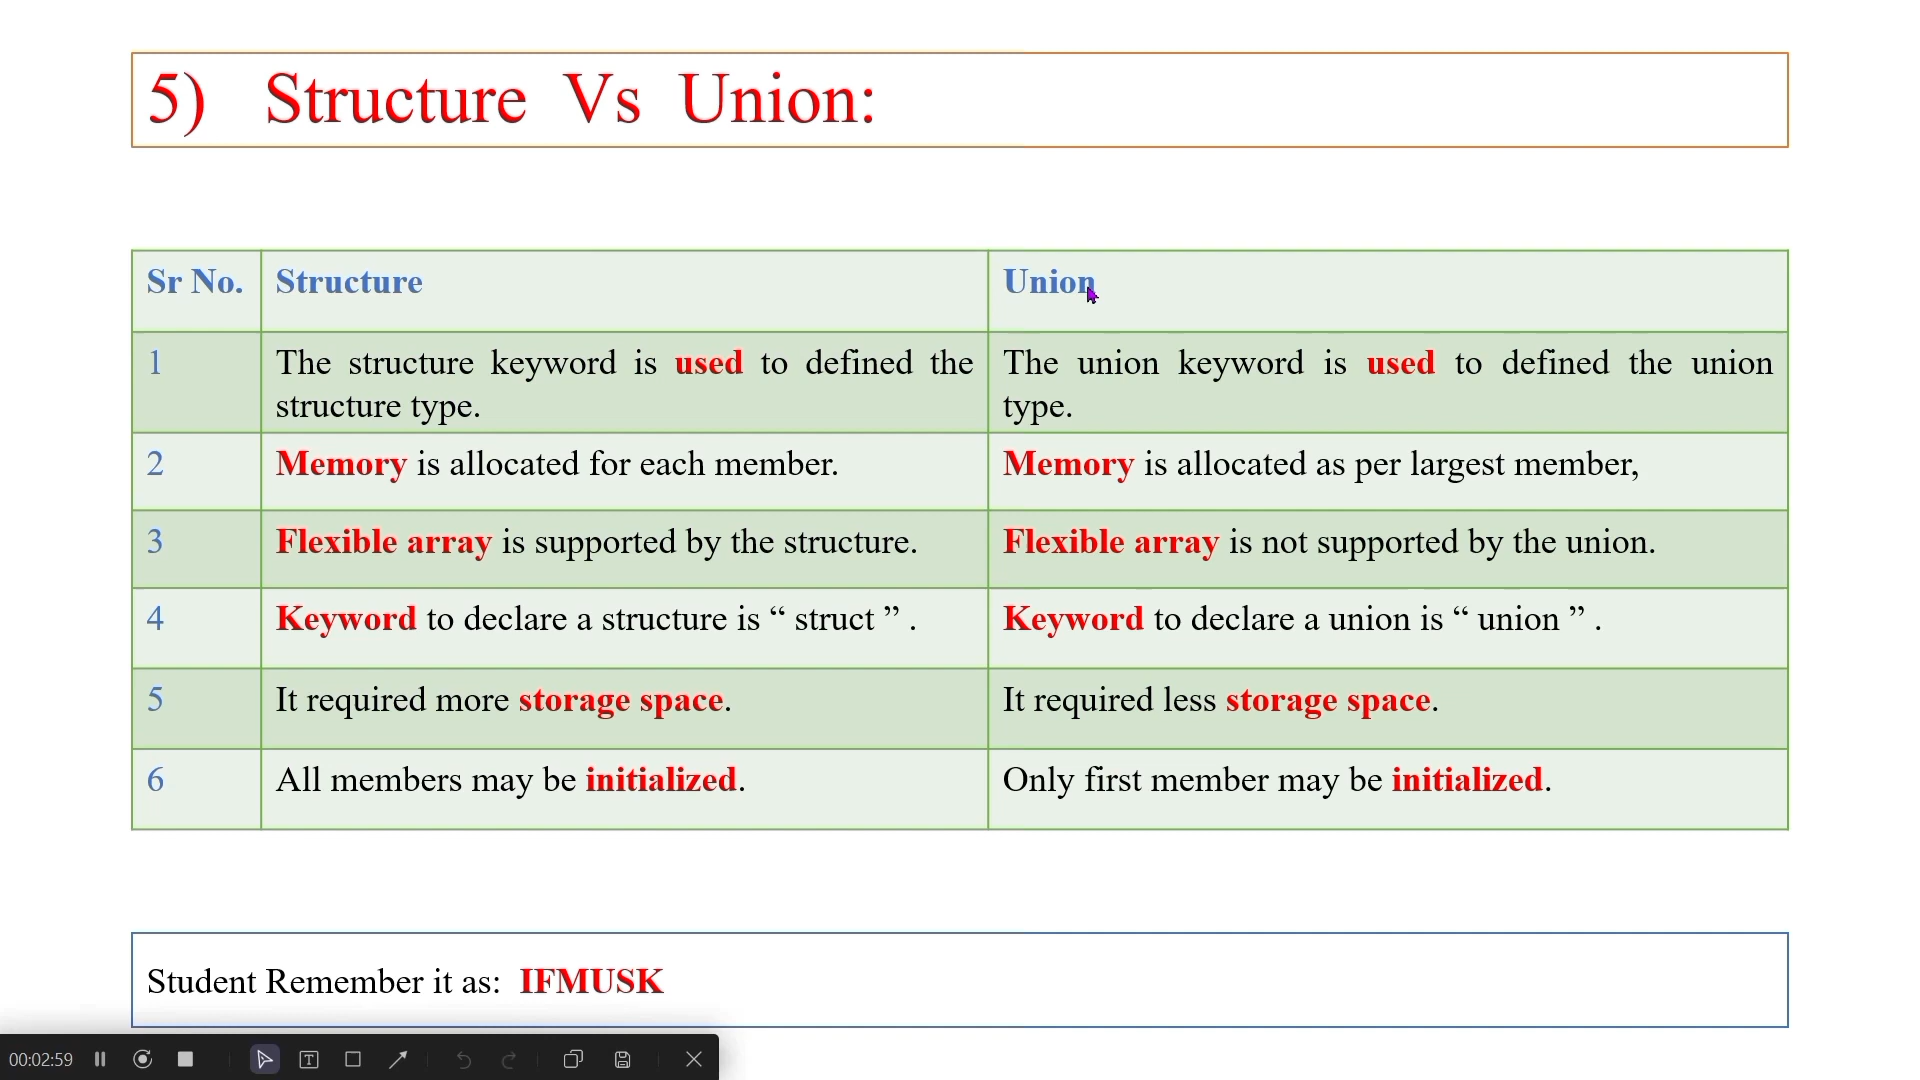 5) Structure Vs Union:
Sr No. Structure Union
1 The structure keyword is used to defined the structure type. The union keyword is used to defined the union type.
2 Memory is allocated for each member. Memory is allocated as per largest member,
3 Flexible array is supported by the structure. Flexible array is not supported by the union.
4 Keyword to declare a structure is “ struct ” . Keyword to declare a union is “ union ” .
5 It required more storage space. It required less storage space.
6 All members may be initialized. Only first member may be initialized.
Student Remember it as: IFMUSK
00:02:59